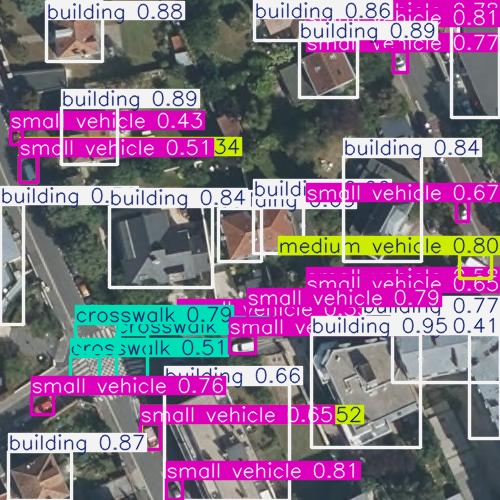 building 0.88
building 0.86
small vehicle 0.81
building 0.89
small vehicle 0.77
building 0.89
small vehicle 0.43
small vehicle 0.51
34
building 0.84
building
building 0.84
small vehicle 0.67
medium vehicle 0.80
small vehicle 0.65
small vehicle 0.79
0.77
crosswalk 0.79
crosswalk
building 0.95
0.41
crosswalk 0.51
building 0.66
small vehicle 0.76
small vehicle 0.65
52
building 0.87
small vehicle 0.81